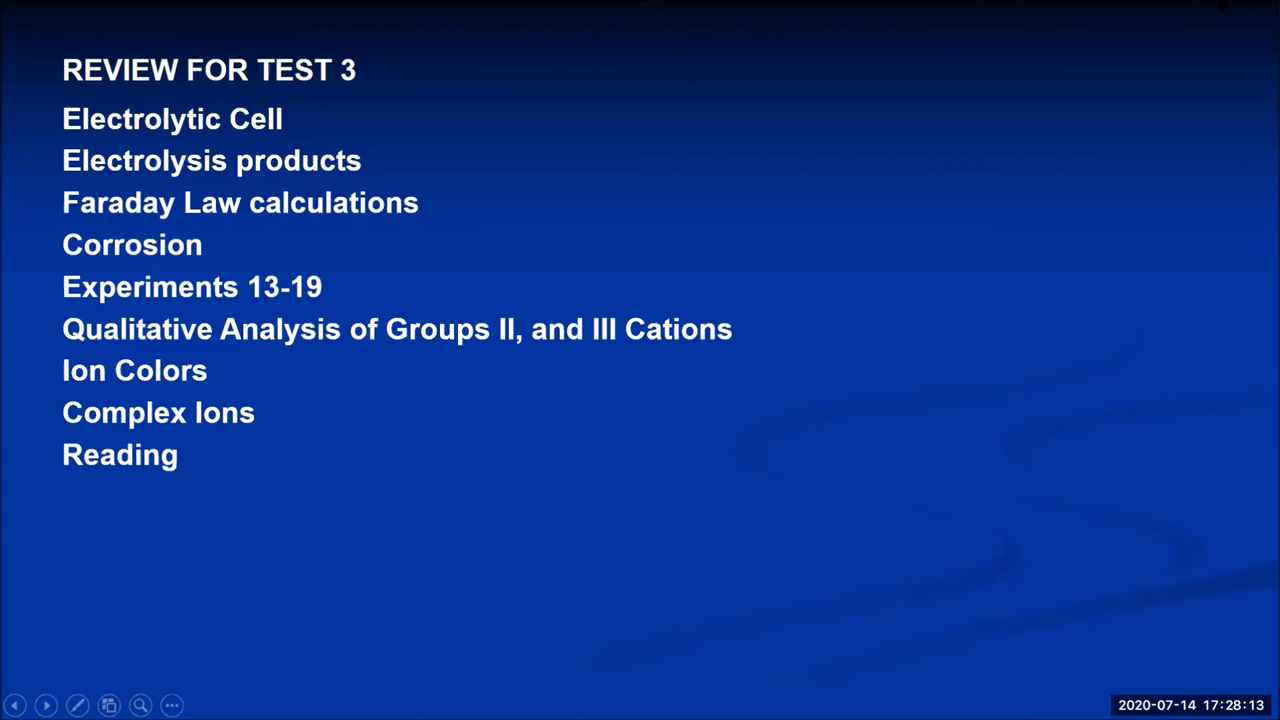 REVIEW FOR TEST 3
Electrolytic Cell
Electrolysis products
Faraday Law calculations
Corrosion
Experiments 13-19
Qualitative Analysis of Groups II, and III Cations
Ion Colors
Complex Ions
Reading
2020-07-14 17:28:13